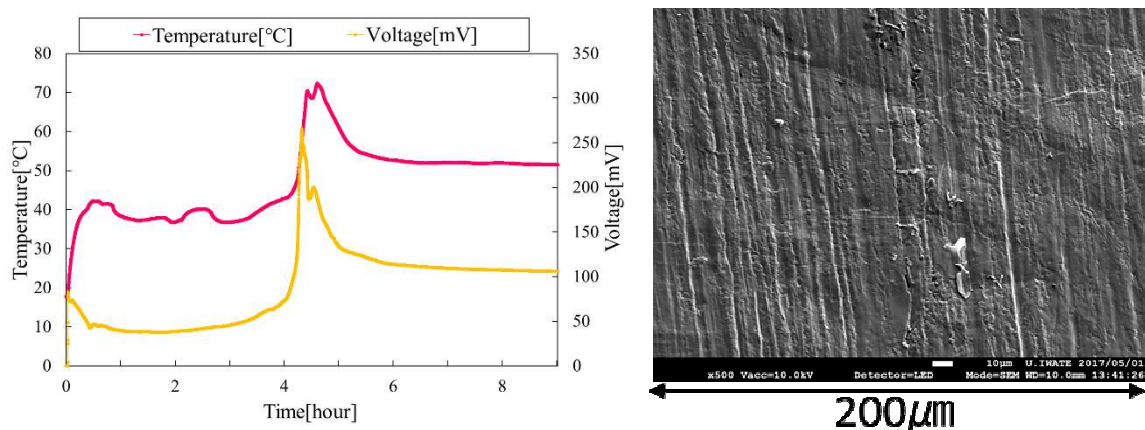 Temperature[℃] Voltage[mV]
80
70
60
50
40
30
20
10
0
Temperature[℃]
350
300
250
200
150
100
50
0
Voltage[mV]
0 2 4 6 8
Time[hour]
10μm U.IWATE 2017/05/01
x500 Vacc=10.0kV Detector=LED Mode=SEM WD=10.0mm 13:41:26
200μm